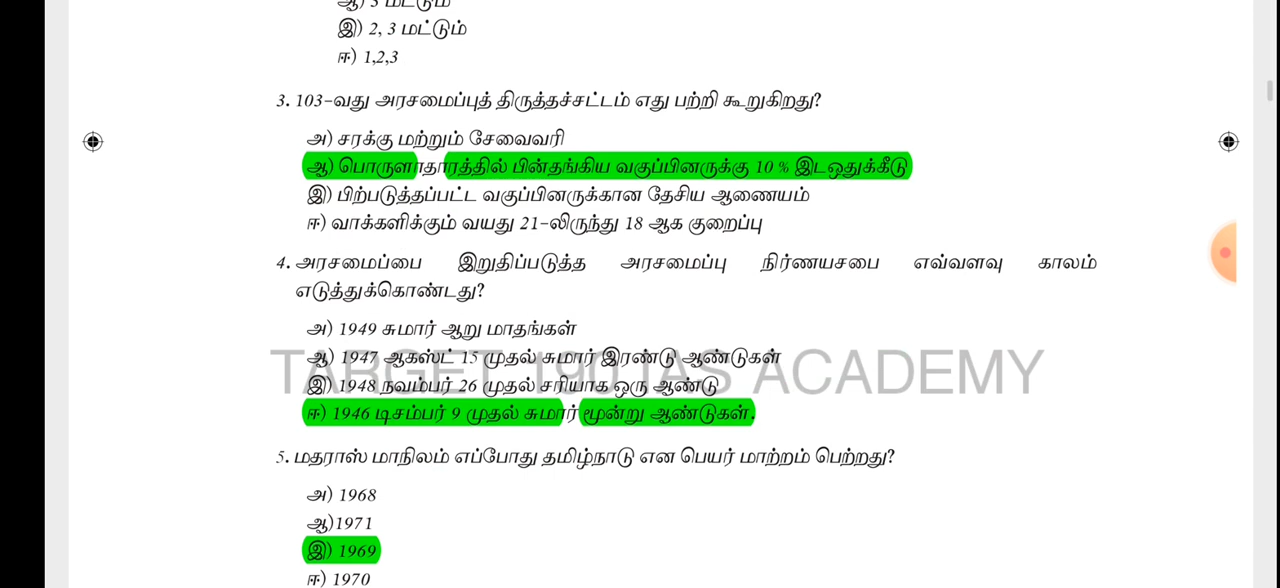 ஆ) 3 மட்டும்
இ) 2, 3 மட்டும்
ஈ) 1,2,3
3. 103-வது அரசமைப்புத் திருத்தச்சட்டம் எது பற்றி கூறுகிறது?
அ) சரக்கு மற்றும் சேவைவரி
ஆ) பொருளாதாரத்தில் பின்தங்கிய வகுப்பினருக்கு 10 % இடஒதுக்கீடு
இ) பிற்படுத்தப்பட்ட வகுப்பினருக்கான தேசிய ஆணையம்
ஈ) வாக்களிக்கும் வயது 21-லிருந்து 18 ஆக குறைப்பு
4. அரசமைப்பை இறுதிப்படுத்த அரசமைப்பு நிர்ணயசபை எவ்வளவு காலம்
எடுத்துக்கொண்டது?
அ) 1949 சுமார் ஆறு மாதங்கள்
ஆ) 1947 ஆகஸ்ட் 15 முதல் சுமார் இரண்டு ஆண்டுகள்
TARGET 190 IAS ACADEMY
இ) 1948 நவம்பர் 26 முதல் சரியாக ஒரு ஆண்டு
ஈ) 1946 டிசம்பர் 9 முதல் சுமார் மூன்று ஆண்டுகள்.
5. மதராஸ் மாநிலம் எப்போது தமிழ்நாடு என பெயர் மாற்றம் பெற்றது?
அ) 1968
ஆ)1971
இ) 1969
ஈ) 1970